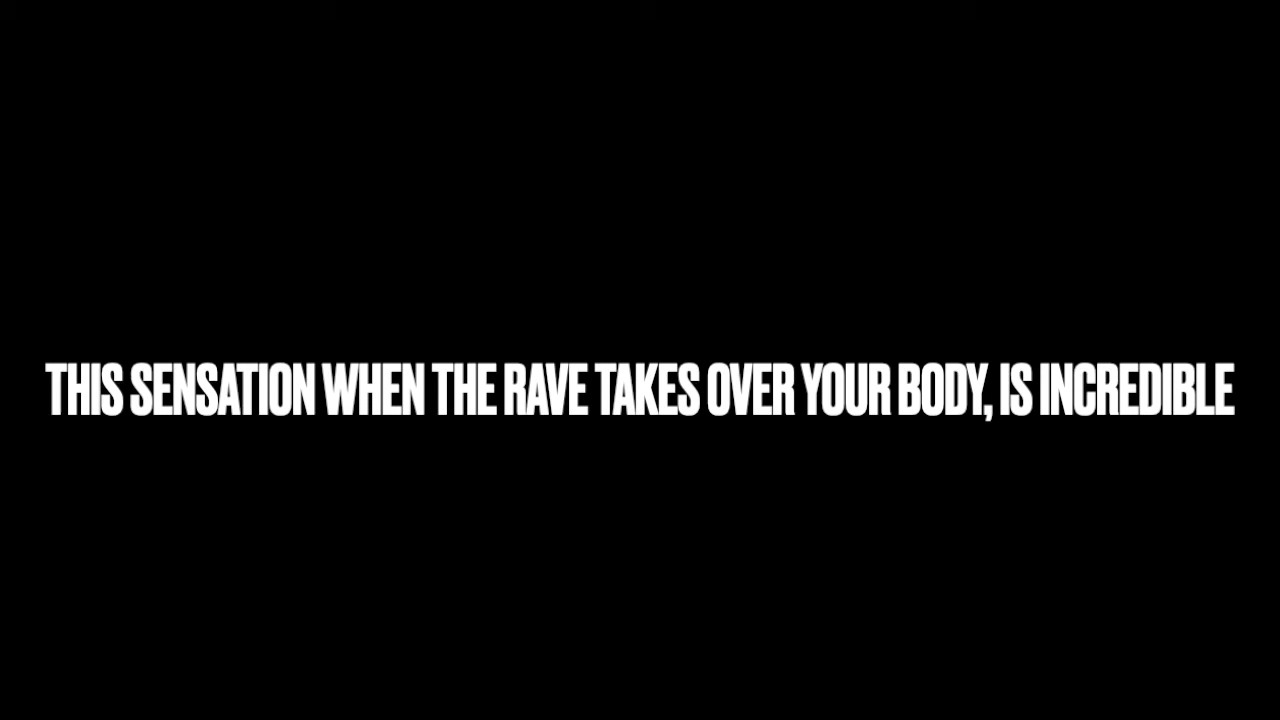 THIS SENSATION WHEN THE RAVE TAKES OVER YOUR BODY, IS INCREDIBLE